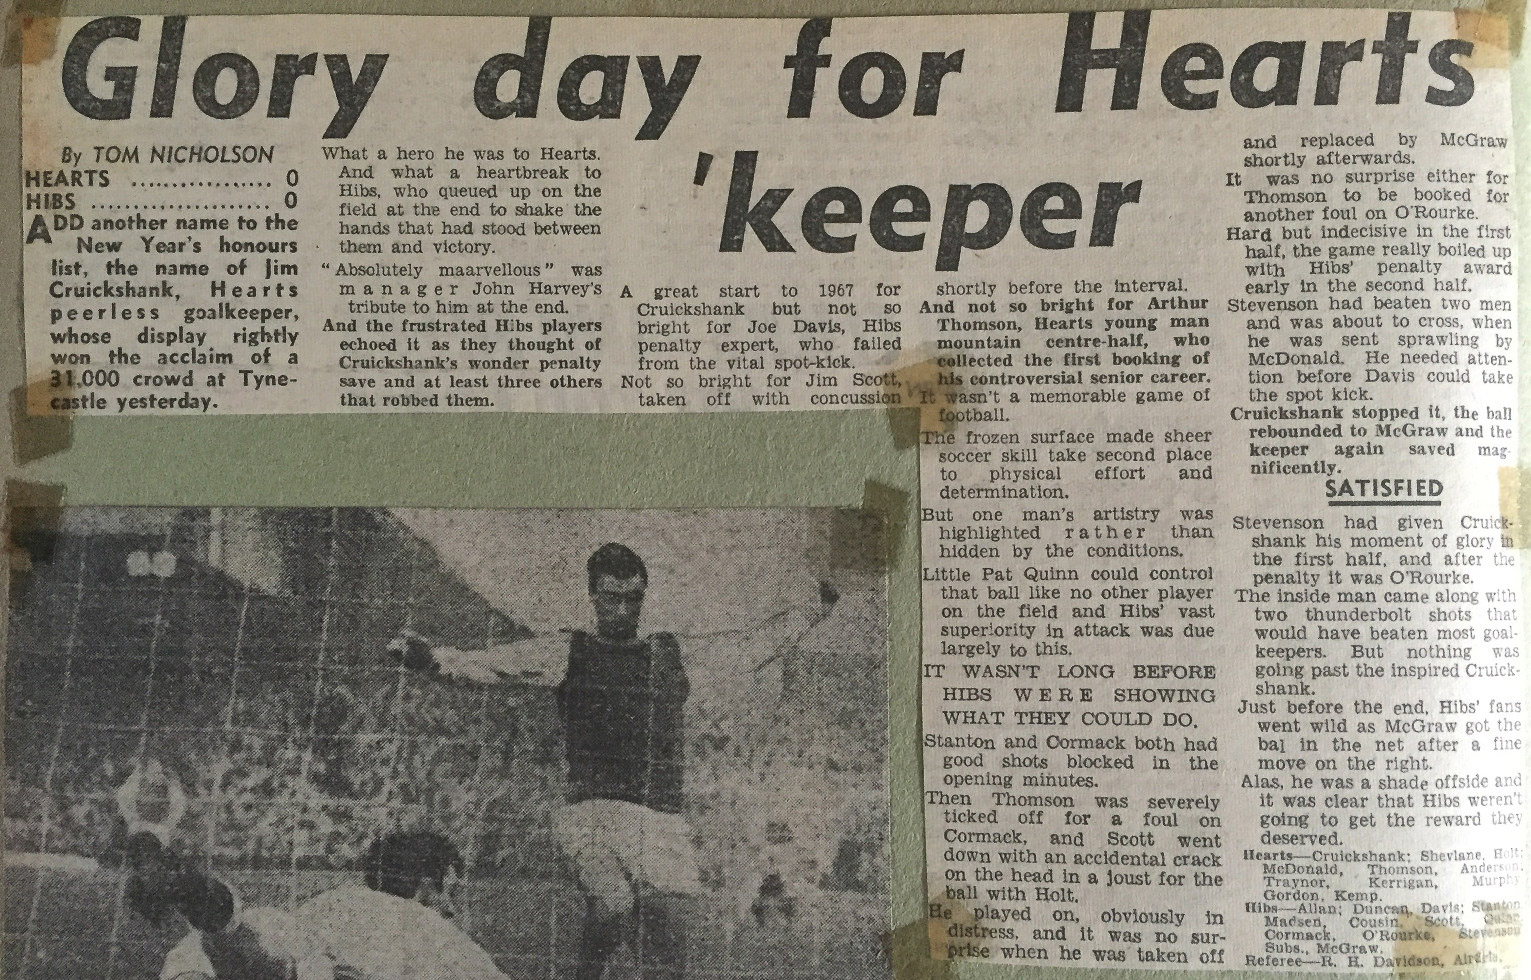 Glory day for Hearts
'keeper
By TOM NICHOLSON
HEARTS ................. 0
HIBS ..................... 0
ADD another name to the
New Year's honours
list, the name of Jim
Cruickshank, Hearts
peerless goalkeeper,
whose display rightly
won the acclaim of a
31,000 crowd at Tyne-
castle yesterday.
What a hero he was to Hearts.
And what a heartbreak to
Hibs, who queued up on the
field at the end to shake the
hands that had stood between
them and victory.
"Absolutely maarvellous" was
manager John Harvey's
tribute to him at the end.
And the frustrated Hibs players
echoed it as they thought of
Cruickshank's wonder penalty
save and at least three others
that robbed them.
A great start to 1967 for
Cruickshank but not so
bright for Joe Davis, Hibs
penalty expert, who failed
from the vital spot-kick.
Not so bright for Jim Scott,
taken off with concussion
shortly before the interval.
And not so bright for Arthur
Thomson, Hearts young man
mountain centre-half, who
collected the first booking of
his controversial senior career.
It wasn't a memorable game of
football.
The frozen surface made sheer
soccer skill take second place
to physical effort and
determination.
But one man's artistry was
highlighted rather than
hidden by the conditions.
Little Pat Quinn could control
that ball like no other player
on the field and Hibs' vast
superiority in attack was due
largely to this.
IT WASN'T LONG BEFORE
HIBS WERE SHOWING
WHAT THEY COULD DO.
Stanton and Cormack both had
good shots blocked in the
opening minutes.
Then Thomson was severely
ticked off for a foul on
Cormack, and Scott went
down with an accidental crack
on the head in a joust for the
ball with Holt.
He played on, obviously in
distress, and it was no sur-
prise when he was taken off
and replaced by McGraw
shortly afterwards.
It was no surprise either for
Thomson to be booked for
another foul on O'Rourke.
Hard but indecisive in the first
half, the game really boiled up
with Hibs' penalty award
early in the second half.
Stevenson had beaten two men
and was about to cross, when
he was sent sprawling by
McDonald. He needed atten-
tion before Davis could take
the spot kick.
Cruickshank stopped it, the ball
rebounded to McGraw and the
keeper again saved mag-
nificently.
SATISFIED
Stevenson had given Cruick-
shank his moment of glory in
the first half, and after the
penalty it was O'Rourke.
The inside man came along with
two thunderbolt shots that
would have beaten most goal-
keepers. But nothing was
going past the inspired Cruick-
shank.
Just before the end, Hibs' fans
went wild as McGraw got the
bal in the net after a fine
move on the right.
Alas, he was a shade offside and
it was clear that Hibs weren't
going to get the reward they
deserved.
Hearts—Cruickshank; Shevlane, Holt;
McDonald, Thomson, Anderson,
Traynor, Kerrigan, Murphy
Gordon, Kemp.
Hibs—Allan; Duncan, Davis; Stanton
Madsen, Cousin, Scott, Quinn
Cormack, O'Rourke, Stevenson
Subs., McGraw.
Referee—R. H. Davidson, Airdrie.